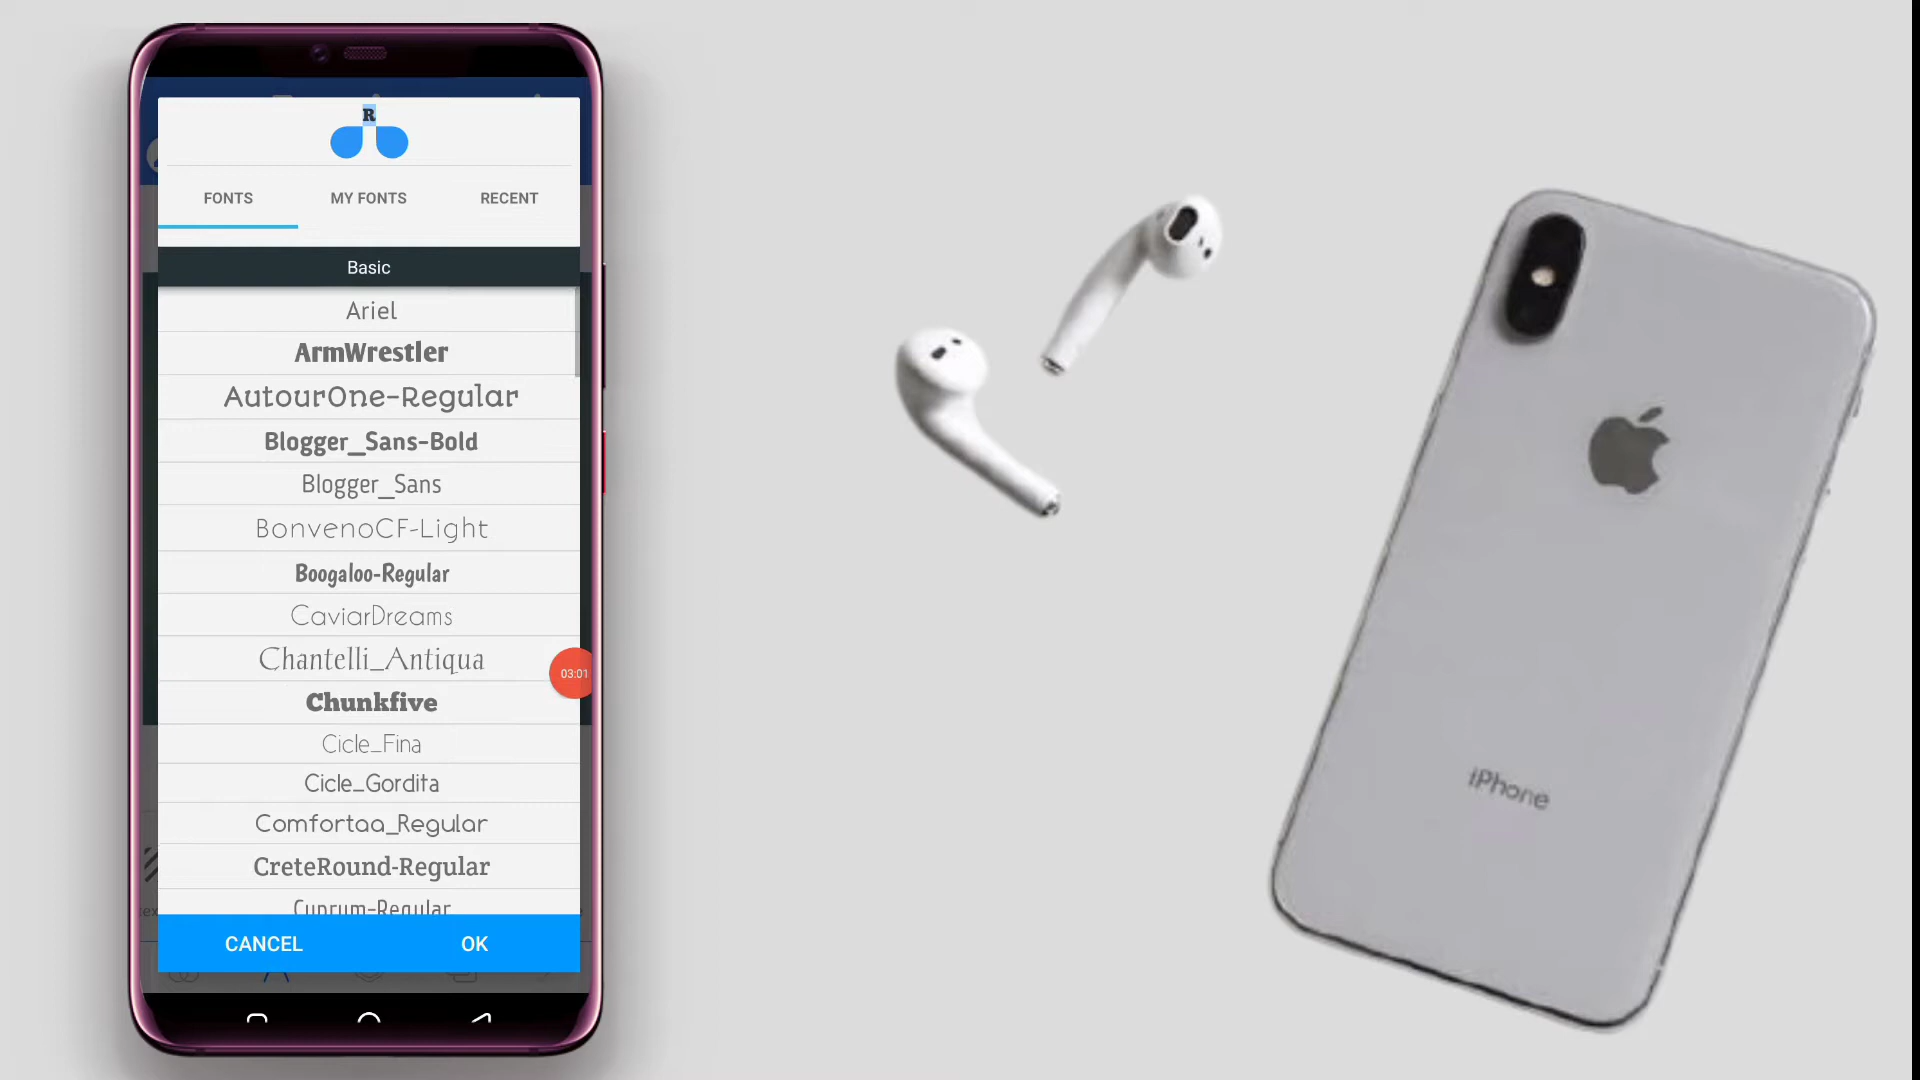 R
FONTS
MY FONTS
RECENT
Basic
Ariel
ArmWrestler
AutourOne-Regular
Blogger_Sans-Bold
Blogger_Sans
BonvenoCF-Light
Boogaloo-Regular
CaviarDreams
Chantelli_Antiqua
03:01
Chunkfive
Cicle_Fina
Cicle_Gordita
Comfortaa_Regular
CreteRound-Regular
Cuprum-Regular
CANCEL
OK
iPhone